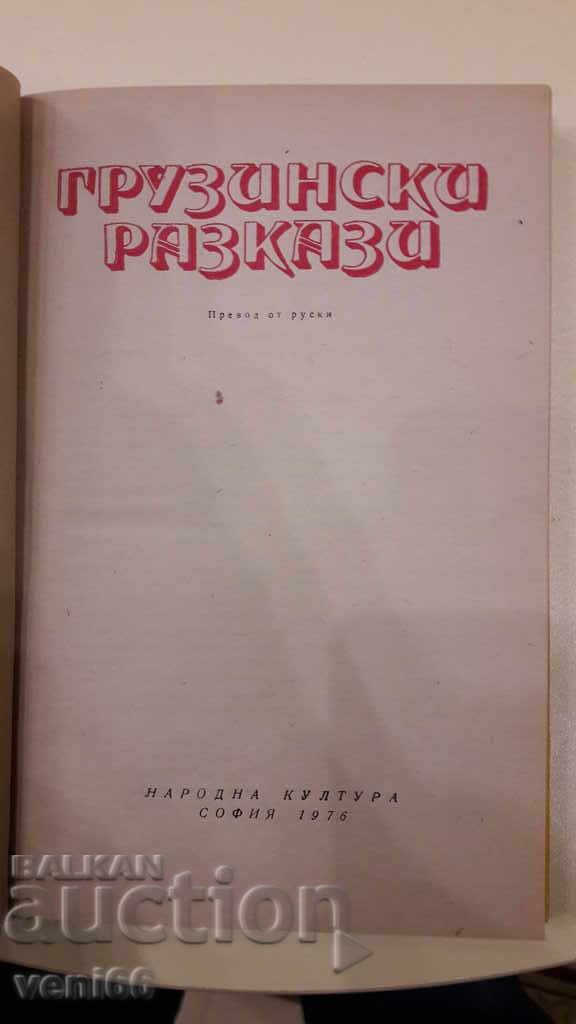 ГРУЗИНСКИ
РАЗКАЗИ
Превод от руски
НАРОДНА КУЛТУРА
СОФИЯ 1976
BALKAN
auction
veni66